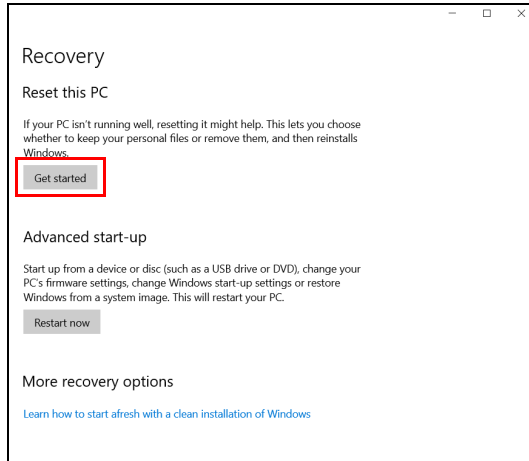 Recovery
Reset this PC
If your PC isn't running well, resetting it might help. This lets you choose
whether to keep your personal files or remove them, and then reinstalls
Windows.
Get started
Advanced start-up
Start up from a device or disc (such as a USB drive or DVD), change your
PC's firmware settings, change Windows start-up settings or restore
Windows from a system image. This will restart your PC.
Restart now
More recovery options
Learn how to start afresh with a clean installation of Windows